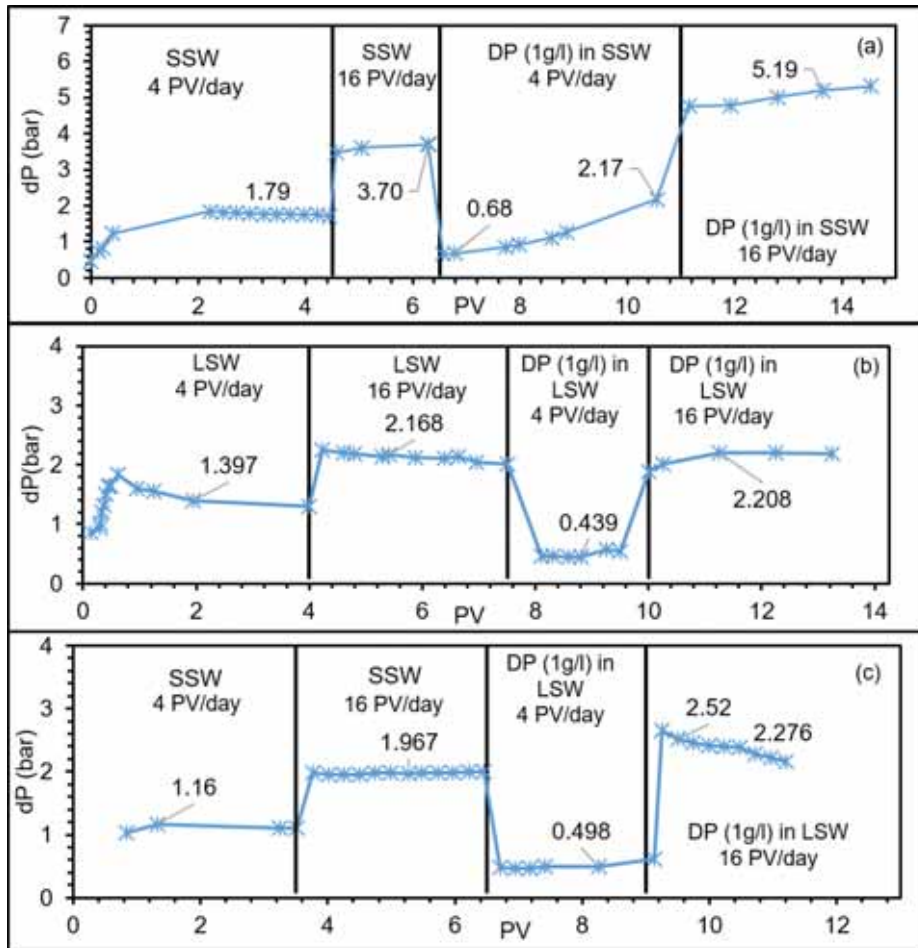 (a)
SSW
4 PV/day
SSW
16 PV/day
DP (1g/l) in SSW
4 PV/day
DP (1g/l) in SSW
16 PV/day
1.79
3.70
0.68
2.17
5.19
dP (bar)
7
6
5
4
3
2
1
0
0 2 4 6 PV 8 10 12 14
(b)
LSW
4 PV/day
LSW
16 PV/day
DP (1g/l) in
LSW
4 PV/day
DP (1g/l) in
LSW
16 PV/day
1.397
2.168
0.439
2.208
dP(bar)
4
3
2
1
0
0 2 4 6 PV 8 10 12 14
(c)
SSW
4 PV/day
SSW
16 PV/day
DP (1g/l) in
LSW
4 PV/day
DP (1g/l) in LSW
16 PV/day
1.16
1.967
0.498
2.52
2.276
dP (bar)
4
3
2
1
0
0 2 4 6 PV 8 10 12